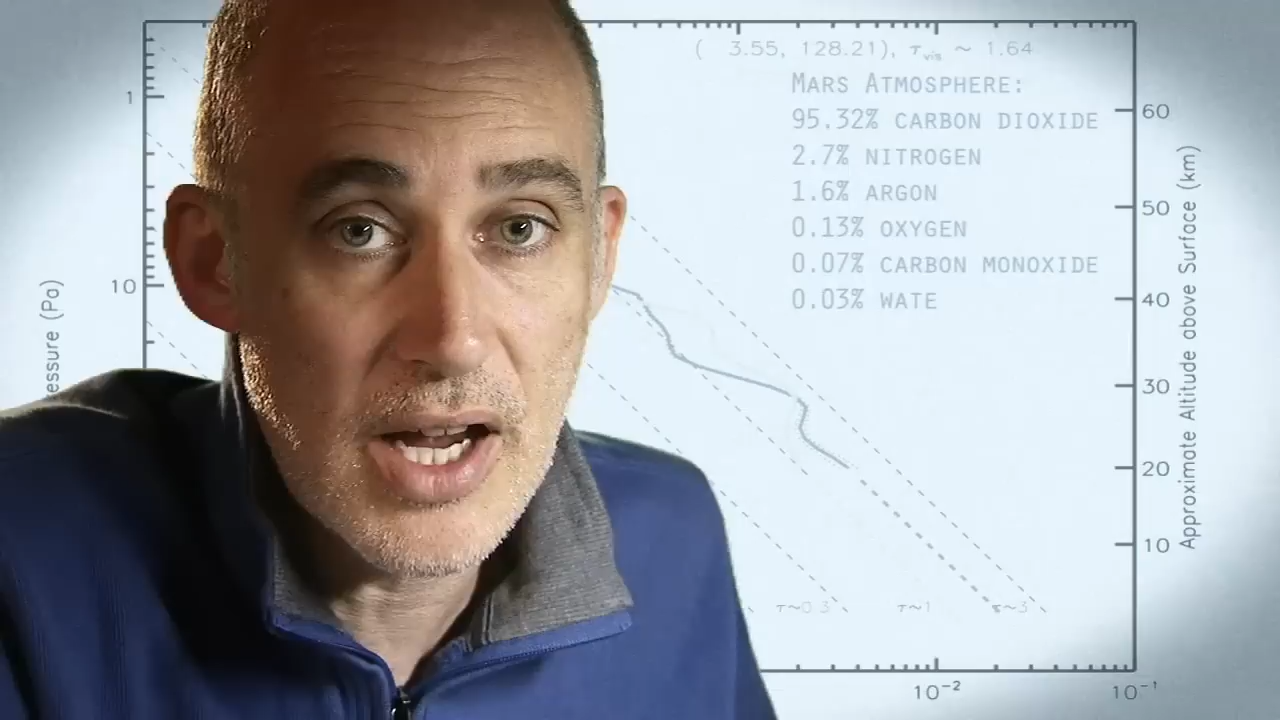 ( 3.55, 128.21), τvis ~ 1.64
MARS ATMOSPHERE:
95.32% CARBON DIOXIDE
2.7% NITROGEN
1.6% ARGON
0.13% OXYGEN
0.07% CARBON MONOXIDE
0.03% WATE
1
10
essure (Pa)
60
50
40
30
20
10
Approximate Altitude above Surface (km)
τ~0.3
τ~1
τ~3
10⁻²
10⁻¹